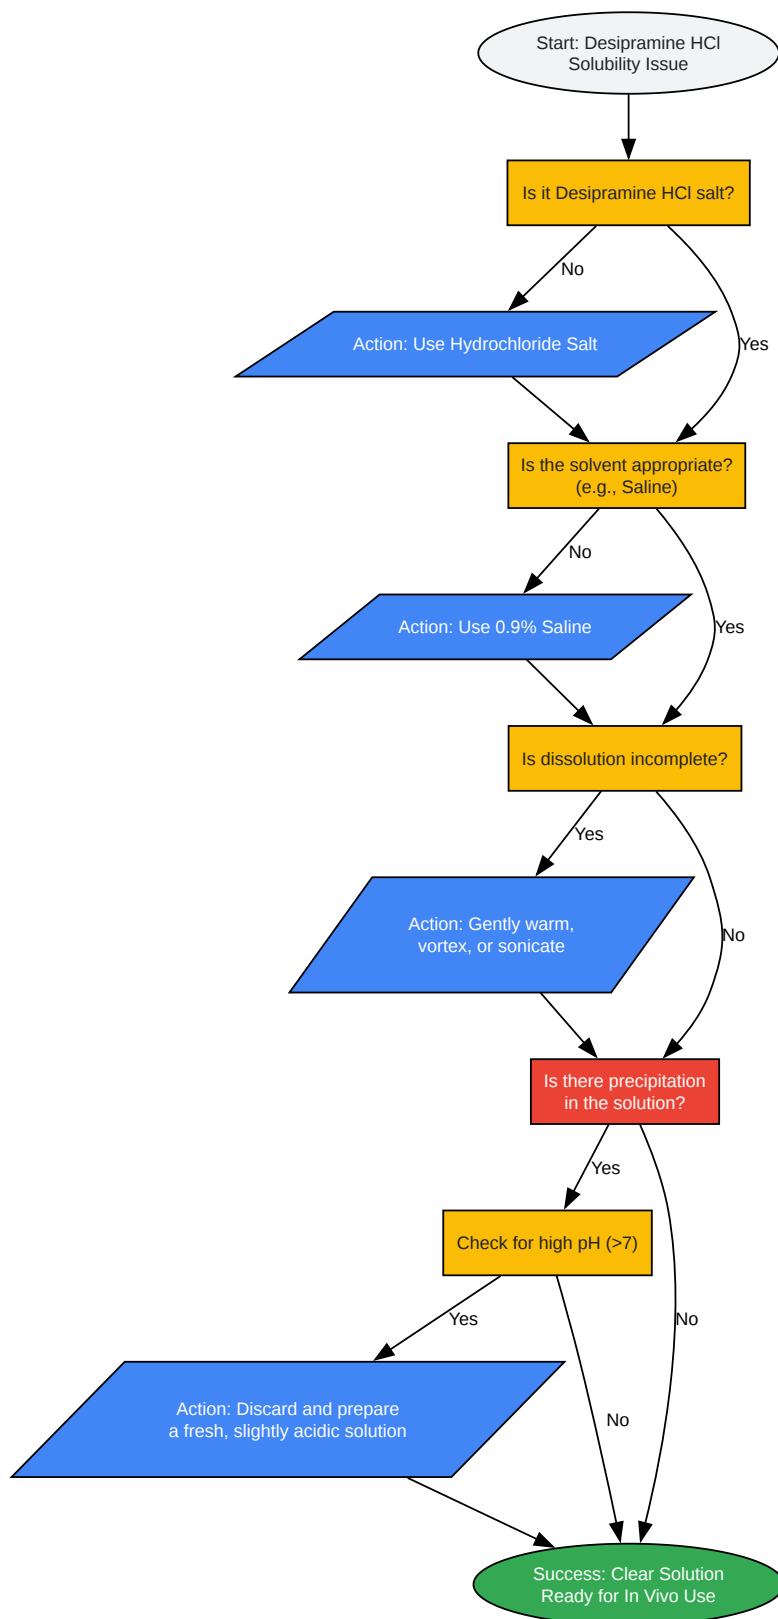 Start: Desipramine HCl
Solubility Issue
Is it Desipramine HCl salt?
No
Action: Use Hydrochloride Salt
Yes
Is the solvent appropriate?
(e.g., Saline)
No
Action: Use 0.9% Saline
Yes
Is dissolution incomplete?
Yes
Action: Gently warm,
vortex, or sonicate
No
Is there precipitation
in the solution?
Yes
Check for high pH (>7)
Yes
No
Action: Discard and prepare
a fresh, slightly acidic solution
No
Success: Clear Solution
Ready for In Vivo Use